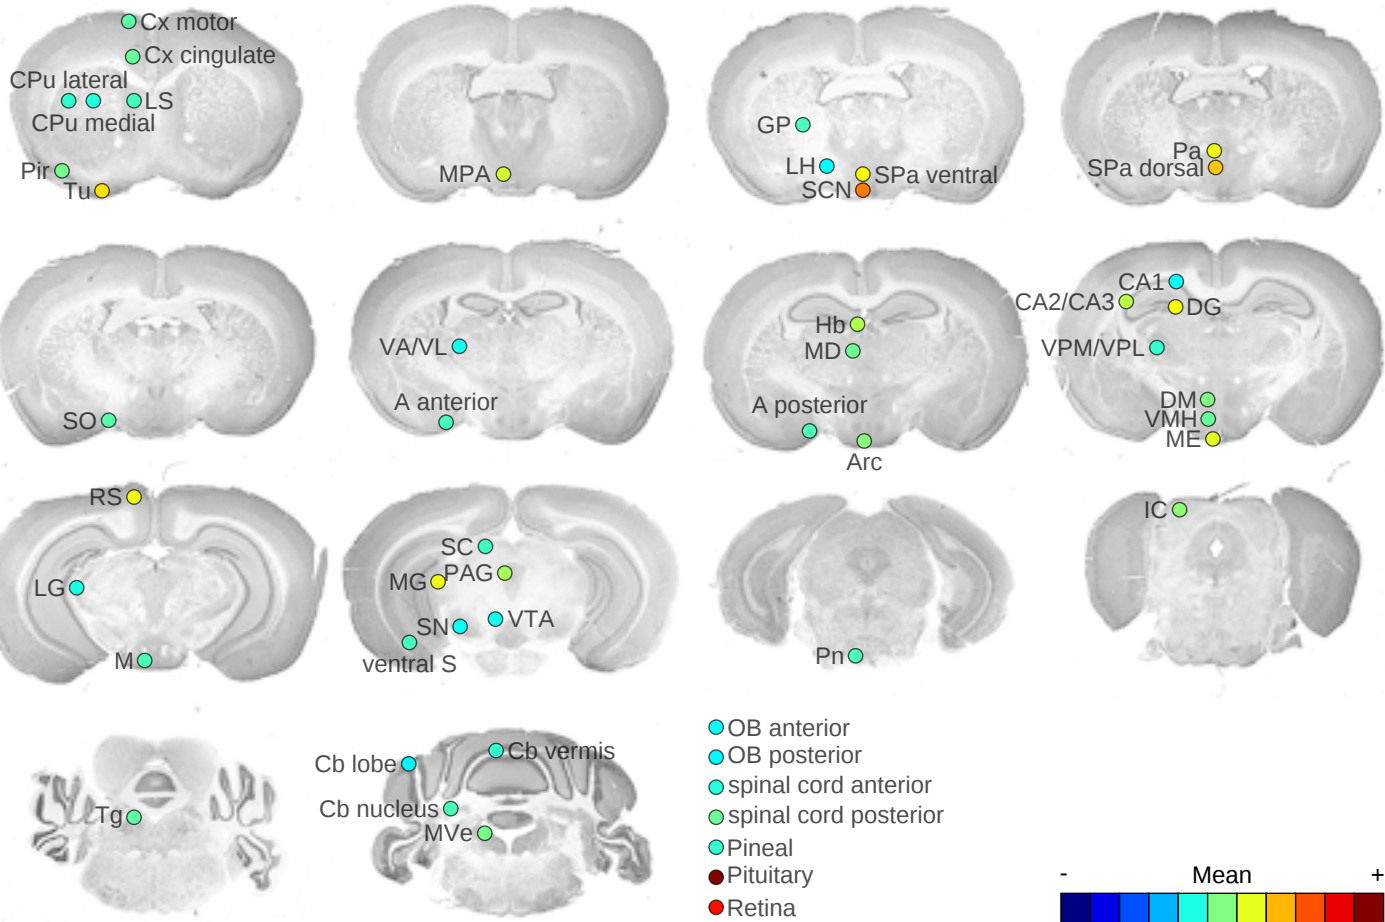 Cx motor
Cx cingulate
CPu lateral
LS
CPu medial
Pir
Tu
MPA
GP
LH
SPa ventral
SCN
Pa
SPa dorsal
SO
VA/VL
A anterior
Hb
MD
A posterior
Arc
CA1
CA2/CA3
DG
VPM/VPL
DM
VMH
ME
RS
LG
M
SC
MG
PAG
SN
VTA
ventral S
Pn
IC
Tg
Cb lobe
Cb vermis
Cb nucleus
MVe
OB anterior
OB posterior
spinal cord anterior
spinal cord posterior
Pineal
Pituitary
Retina
- Mean +